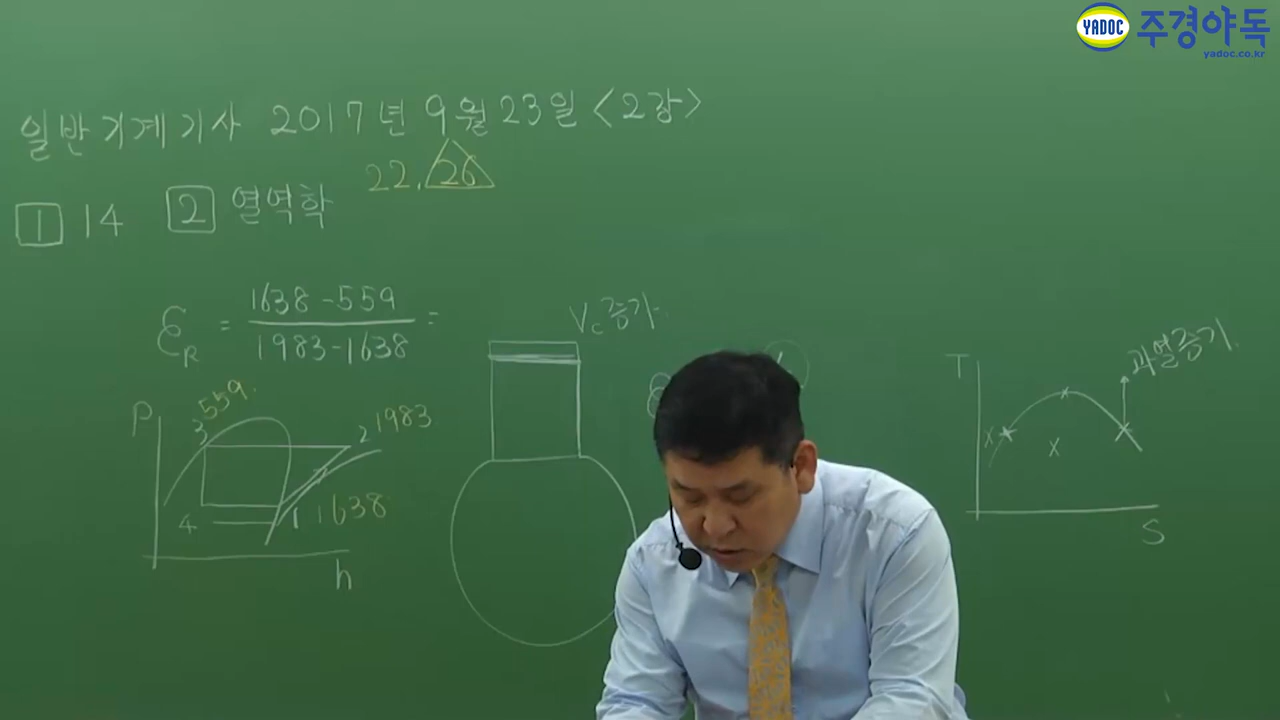 YADOC 주경야독
yadoc.co.kr
일반기계기사 2017년 9월 23일 <2강>
22. 26
1 14 2 열역학
εR = 1638-559 / 1983-1638 =
Vc 증가
T
과열증기
P
3 559
2 1983
4
1 1638
h
S